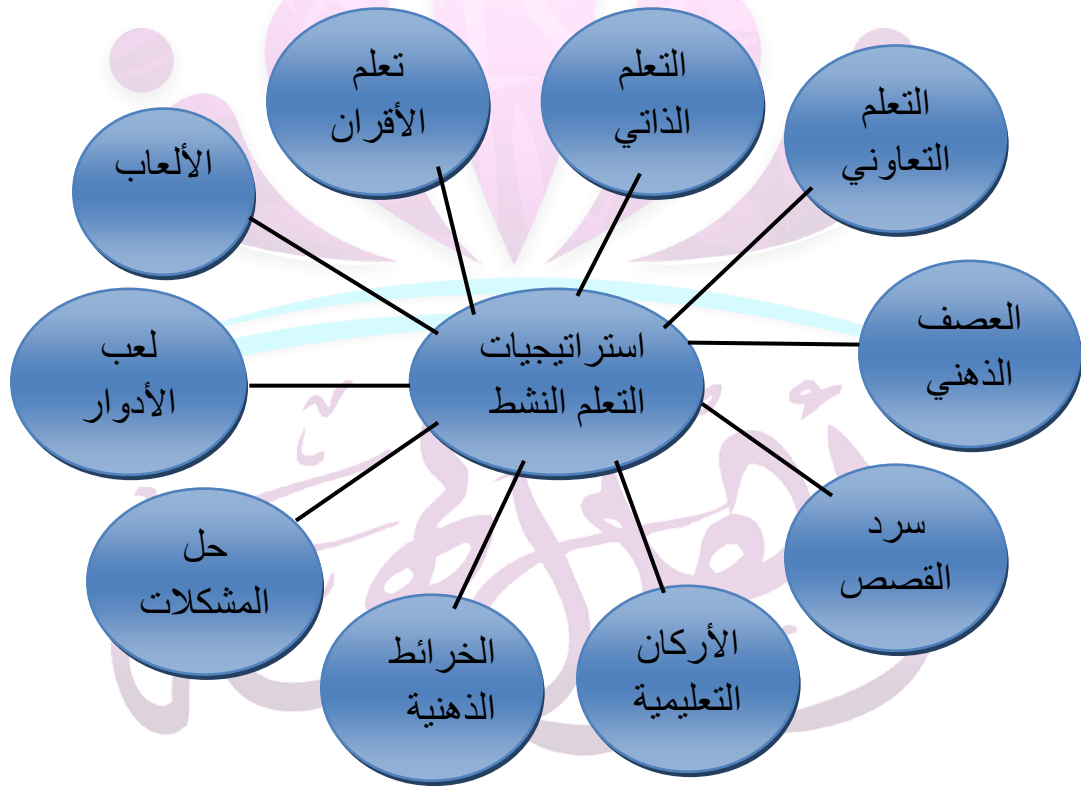 استراتيجيات
التعلم النشط
التعلم
التعاوني
التعلم
الذاتي
تعلم
الأقران
الألعاب
لعب
الأدوار
حل
المشكلات
الخرائط
الذهنية
الأركان
التعليمية
سرد
القصص
العصف
الذهني